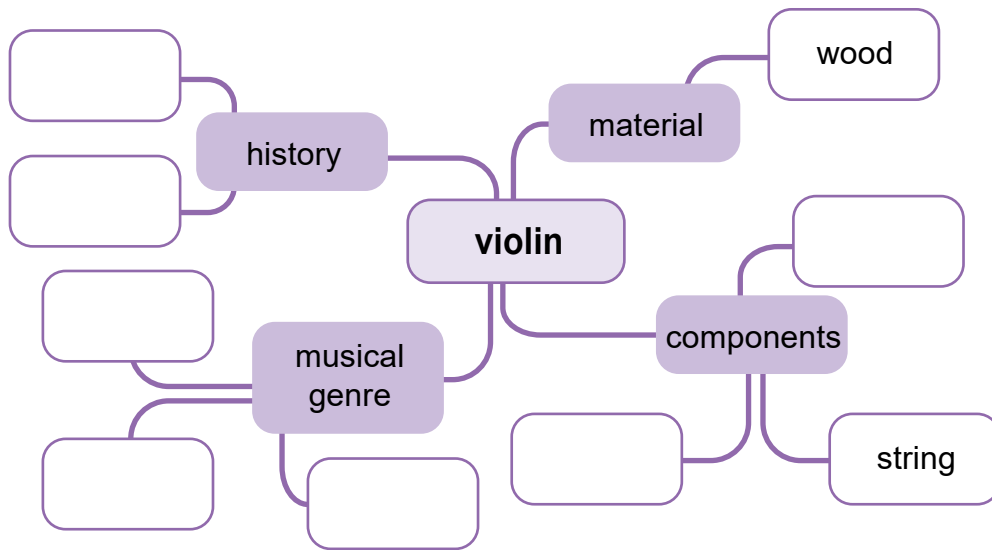 wood
material
history
violin
components
musical
genre
string